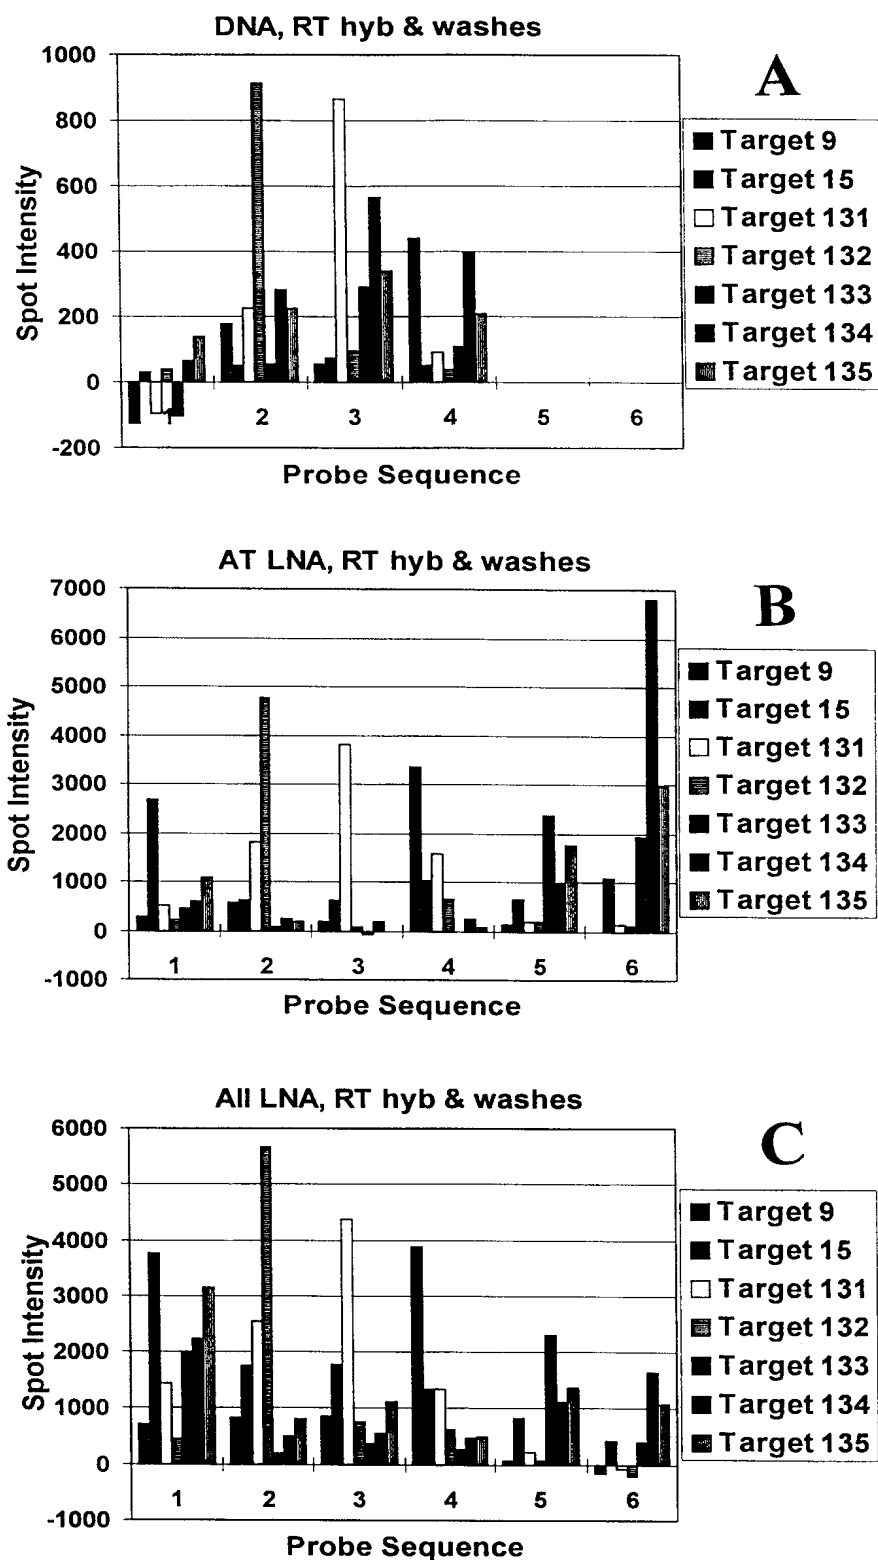 DNA, RT hyb & washes
A
1000
800
600
400
200
0
-200
Spot Intensity
1 2 3 4 5 6
Probe Sequence
Target 9
Target 15
Target 131
Target 132
Target 133
Target 134
Target 135
AT LNA, RT hyb & washes
B
7000
6000
5000
4000
3000
2000
1000
0
-1000
Spot Intensity
1 2 3 4 5 6
Probe Sequence
Target 9
Target 15
Target 131
Target 132
Target 133
Target 134
Target 135
All LNA, RT hyb & washes
C
6000
5000
4000
3000
2000
1000
0
-1000
Spot Intensity
1 2 3 4 5 6
Probe Sequence
Target 9
Target 15
Target 131
Target 132
Target 133
Target 134
Target 135